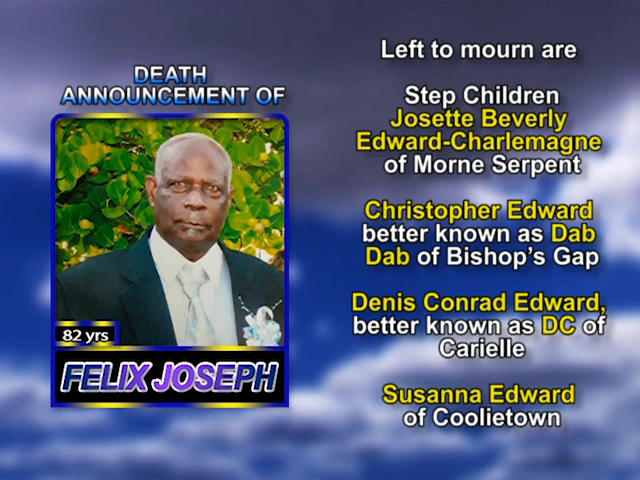 DEATH
ANNOUNCEMENT OF
82 yrs
FELIX JOSEPH
Left to mourn are
Step Children
Josette Beverly
Edward-Charlemagne
of Morne Serpent
Christopher Edward
better known as Dab
Dab of Bishop's Gap
Denis Conrad Edward,
better known as DC of
Carielle
Susanna Edward
of Coolietown